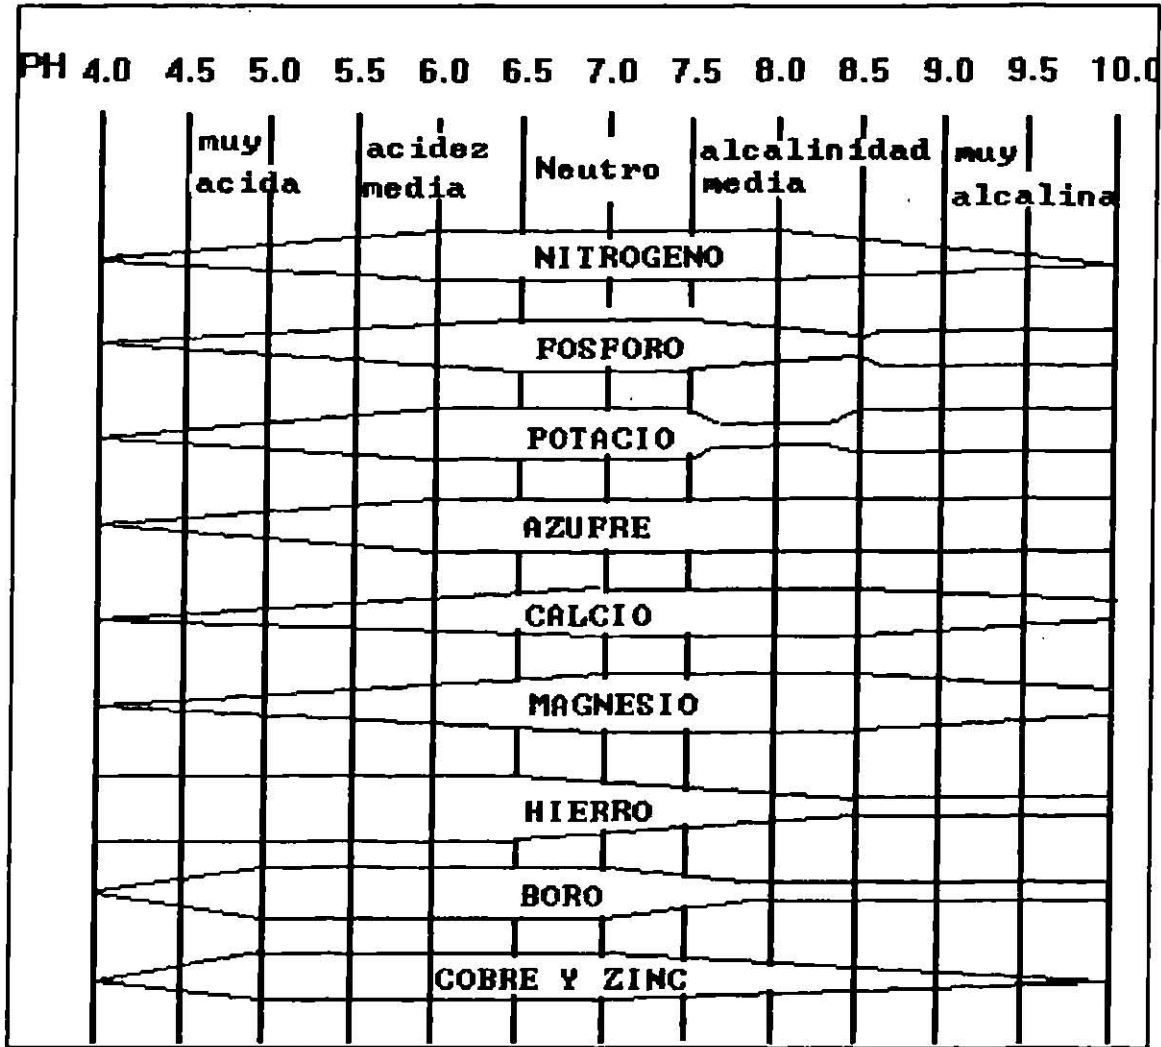 PH 4.0 4.5 5.0 5.5 6.0 6.5 7.0 7.5 8.0 8.5 9.0 9.5 10.0
muy acida
acidez media
Neutro
alcalinidad media
muy alcalina
NITROGENO
FOSFORO
POTACIO
AZUFRE
CALCIO
MAGNESIO
HIERRO
BORO
COBRE Y ZINC